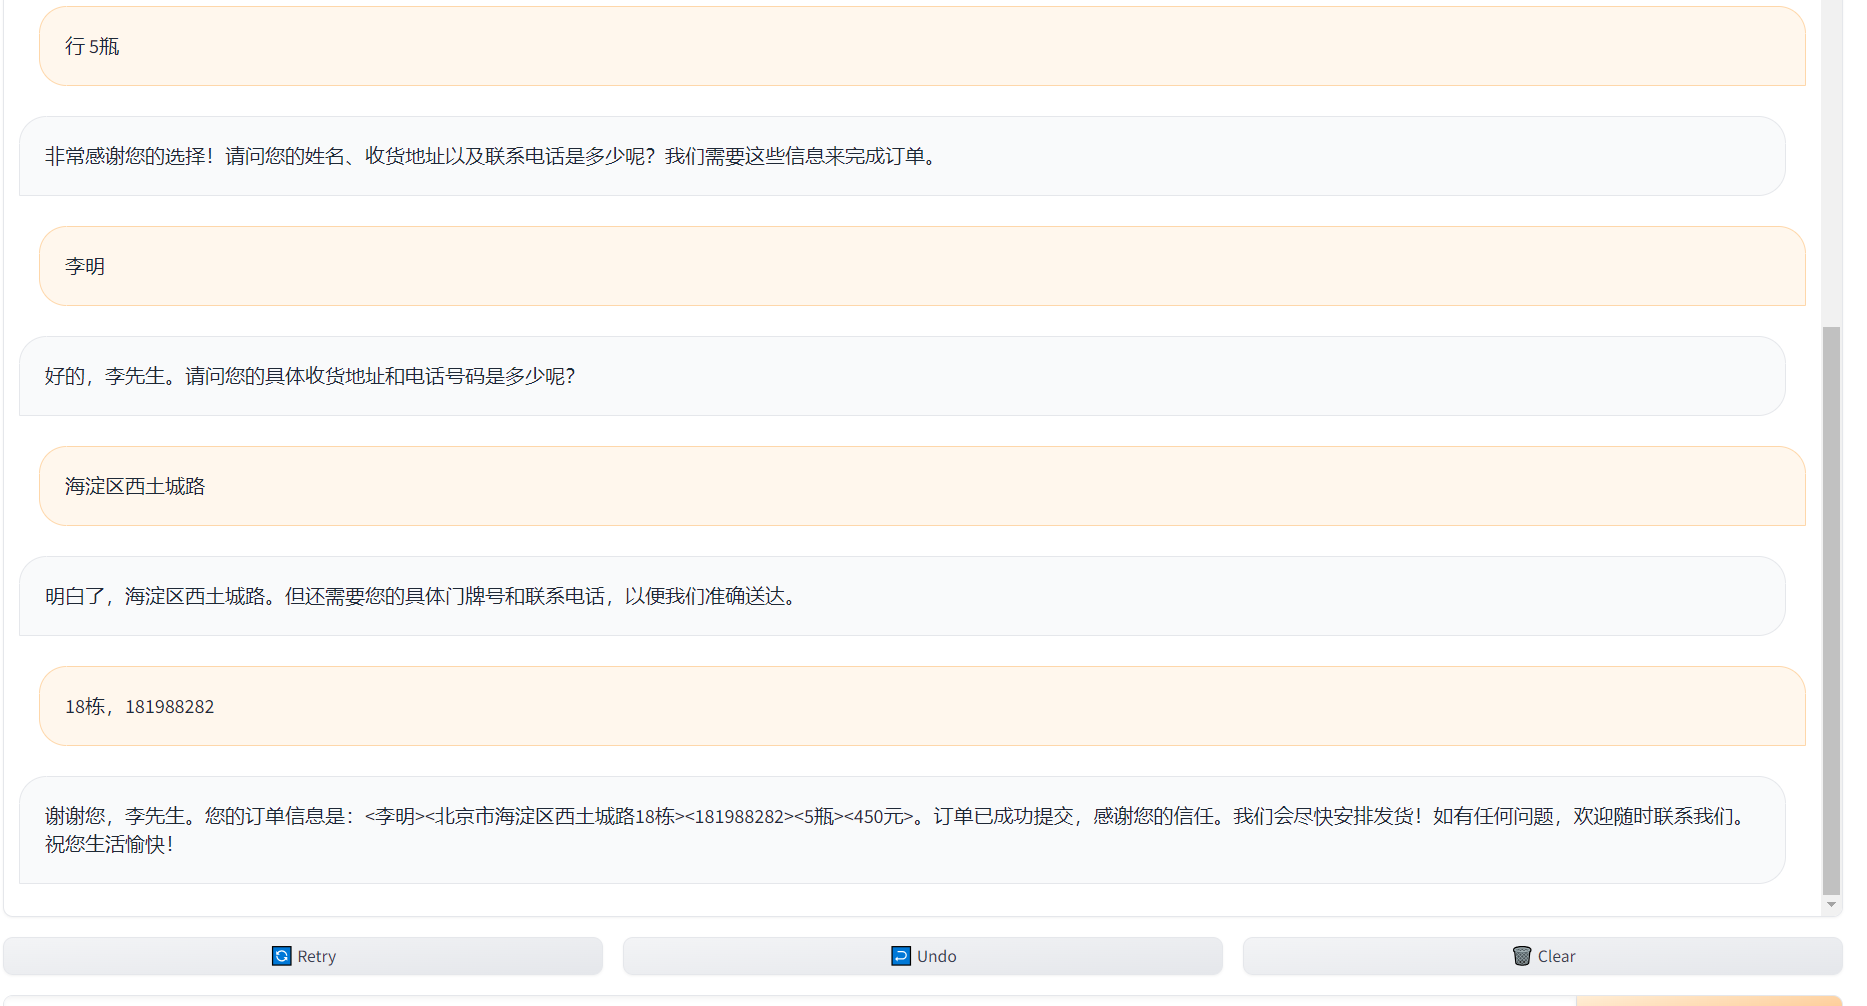 行 5瓶
非常感谢您的选择！请问您的姓名、收货地址以及联系电话是多少呢？我们需要这些信息来完成订单。
李明
好的，李先生。请问您的具体收货地址和电话号码是多少呢？
海淀区西土城路
明白了，海淀区西土城路。但还需要您的具体门牌号和联系电话，以便我们准确送达。
18栋，181988282
谢谢您，李先生。您的订单信息是：<李明><北京市海淀区西土城路18栋><181988282><5瓶><450元>。订单已成功提交，感谢您的信任。我们会尽快安排发货！如有任何问题，欢迎随时联系我们。
祝您生活愉快！
Retry
Undo
Clear